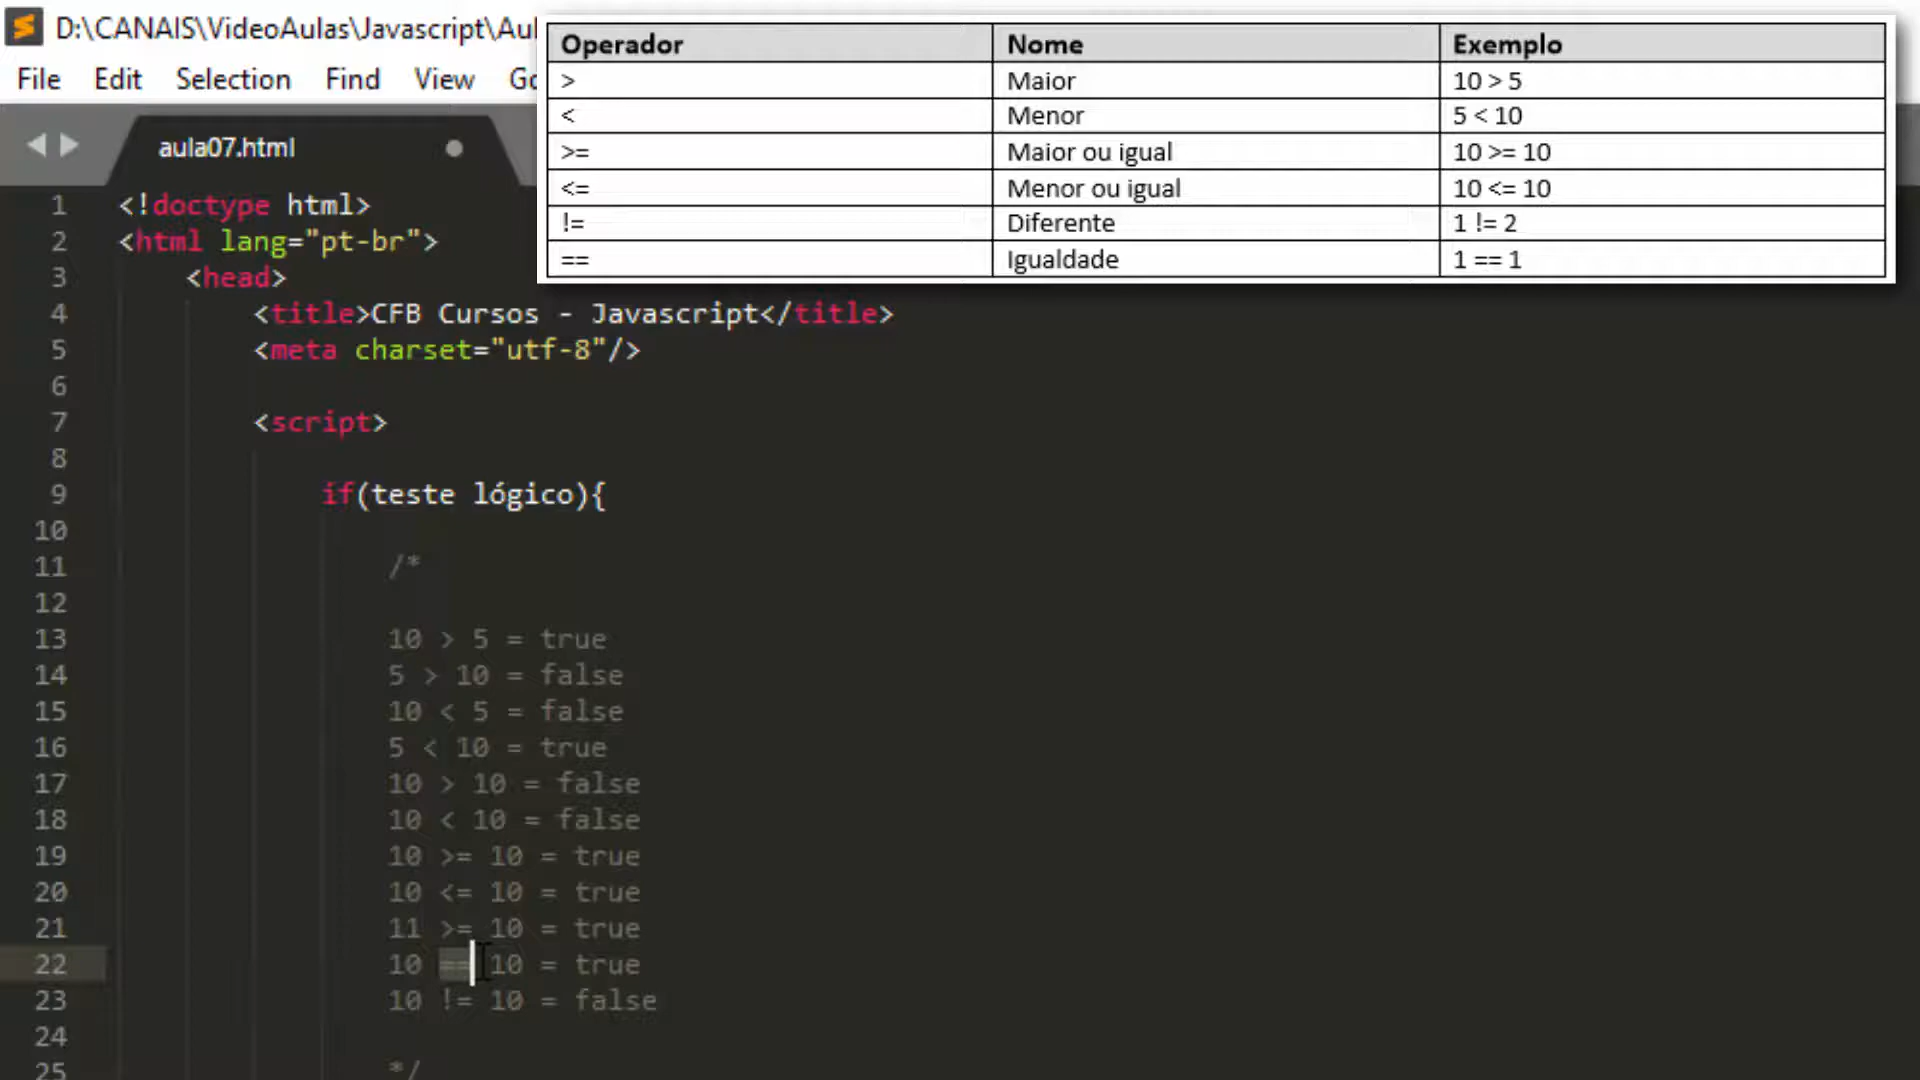 D:\CANAIS\VideoAulas\Javascript\Aul
File Edit Selection Find View Go
Operador Nome Exemplo
> Maior 10 > 5
< Menor 5 < 10
>= Maior ou igual 10 >= 10
<= Menor ou igual 10 <= 10
!= Diferente 1 != 2
== Igualdade 1 == 1
aula07.html
1 <!doctype html>
2 <html lang="pt-br">
3 <head>
4 <title>CFB Cursos - Javascript</title>
5 <meta charset="utf-8"/>
6
7 <script>
8
9 if(teste lógico){
10
11 /*
12
13 10 > 5 = true
14 5 > 10 = false
15 10 < 5 = false
16 5 < 10 = true
17 10 > 10 = false
18 10 < 10 = false
19 10 >= 10 = true
20 10 <= 10 = true
21 11 >= 10 = true
22 10 == 10 = true
23 10 != 10 = false
24
25 */